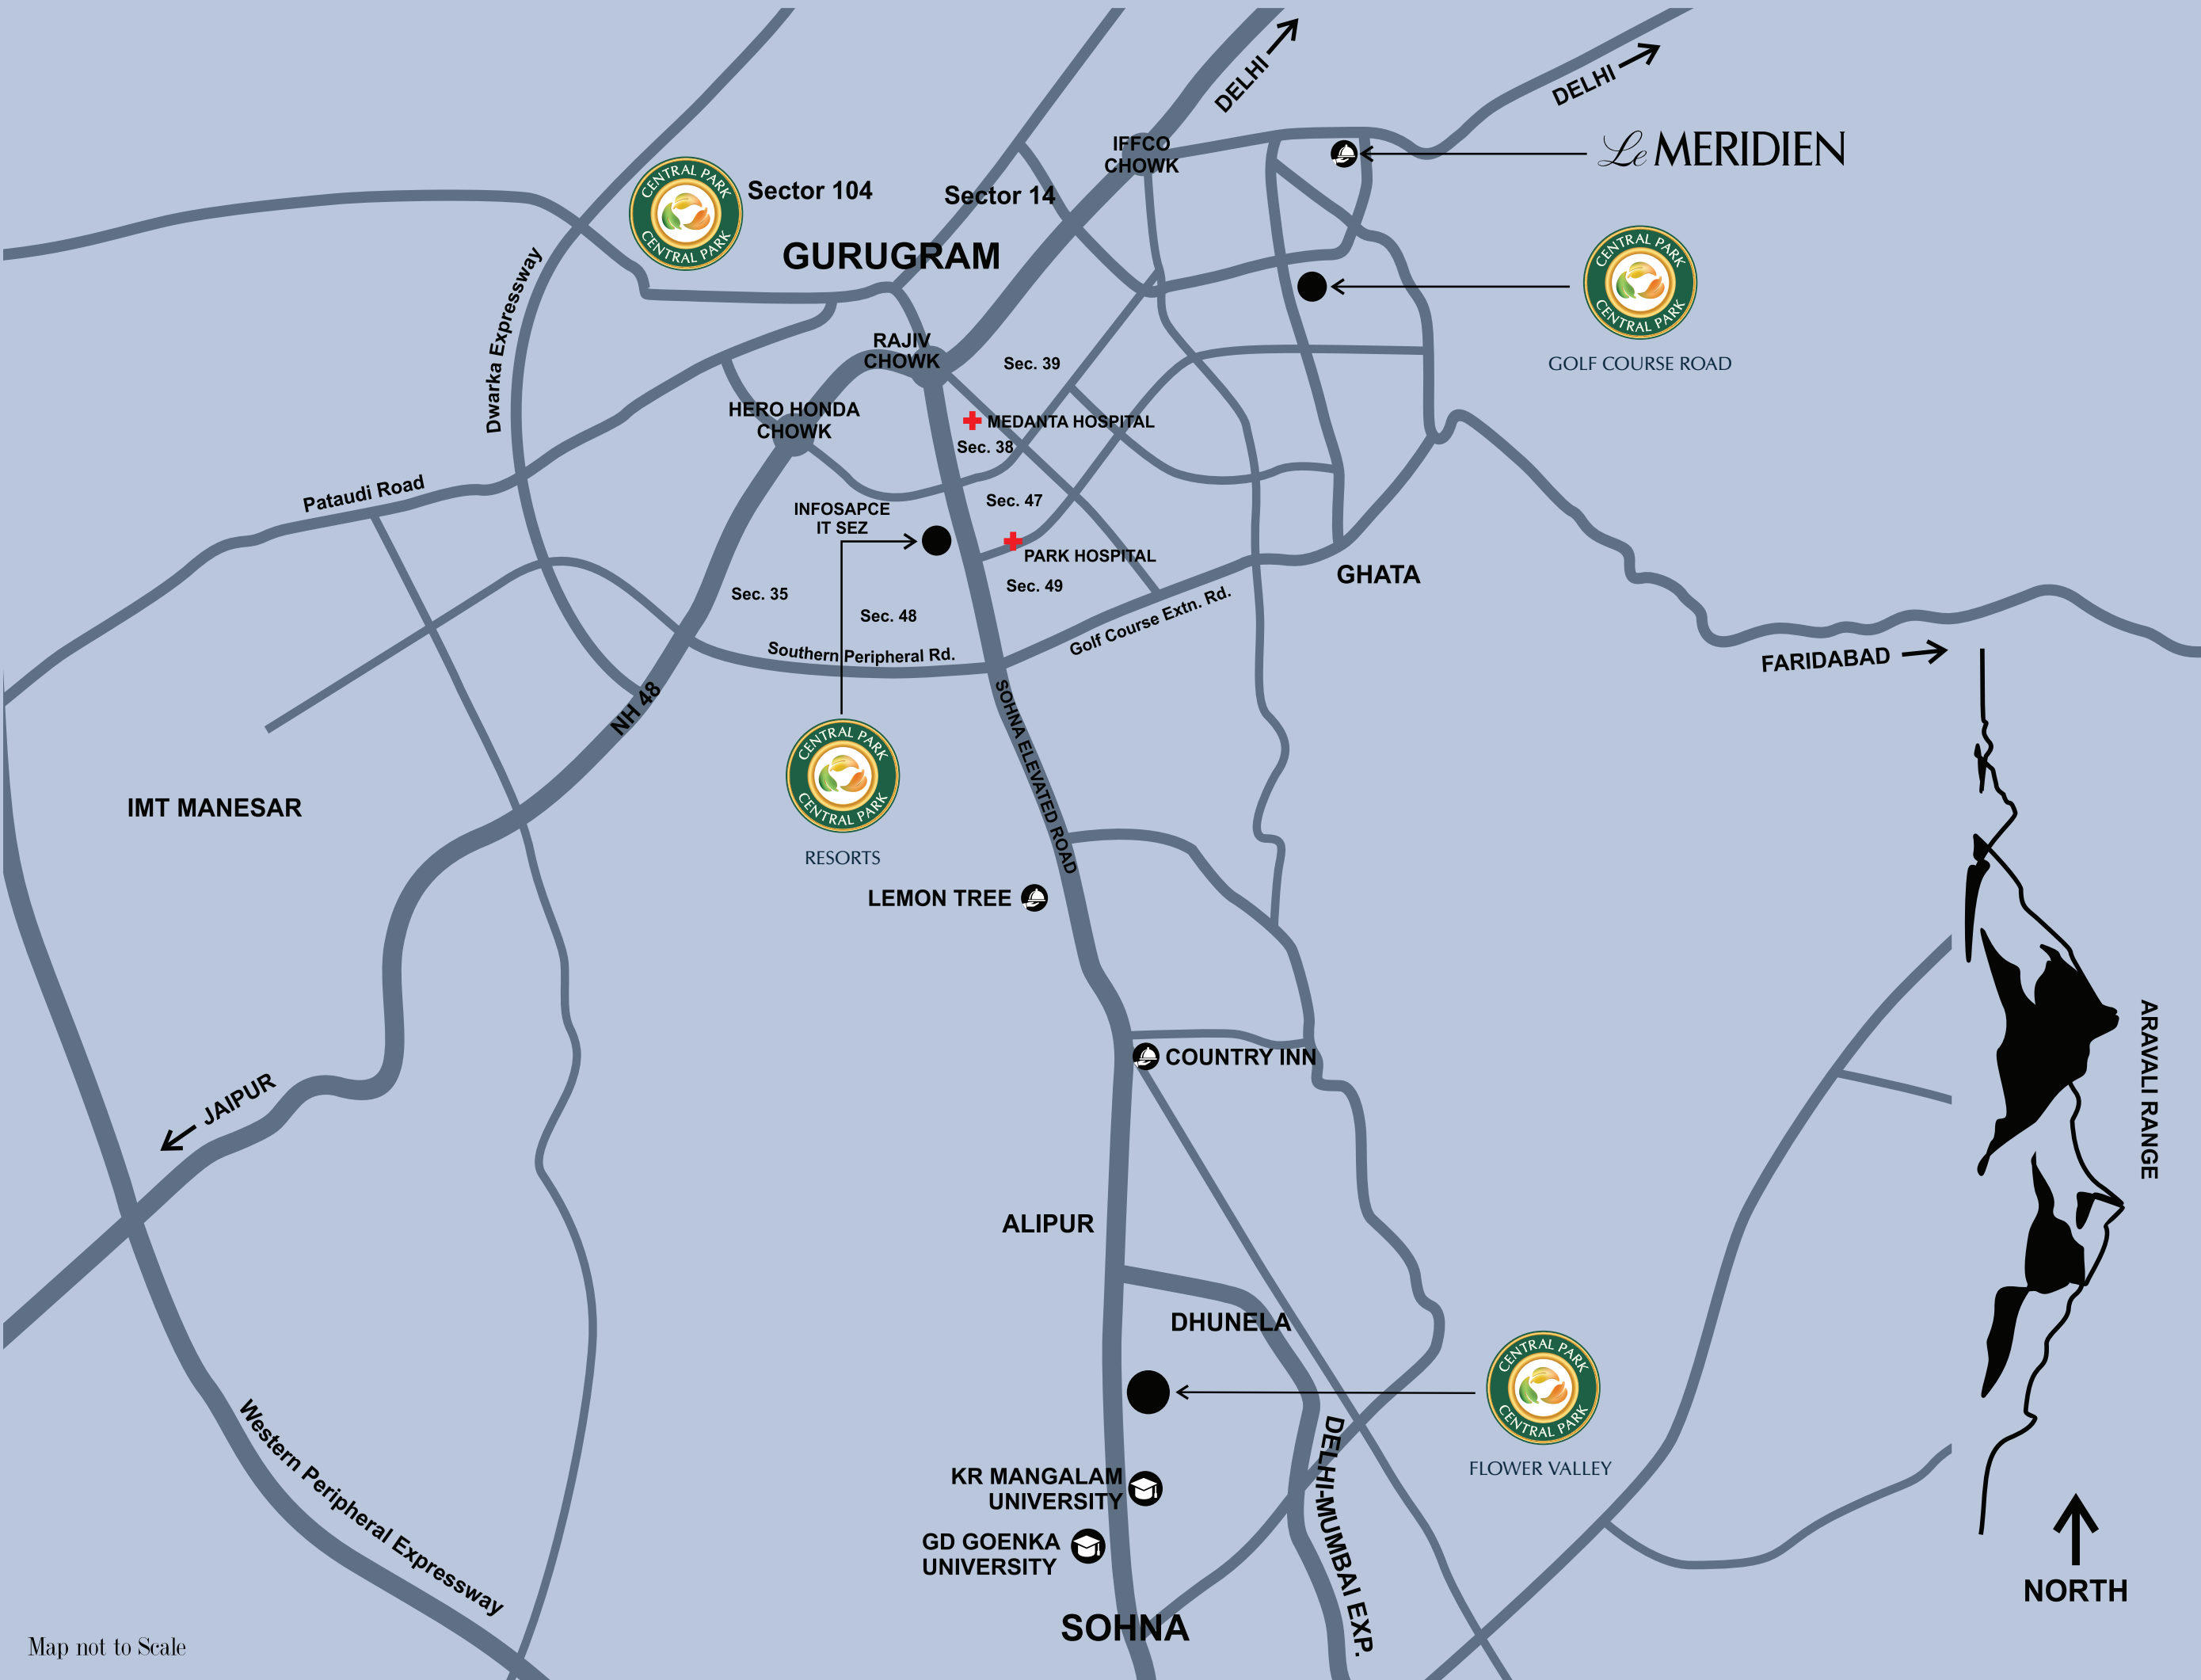 DELHI
DELHI
IFFCO
CHOWK
Le MERIDIEN
CENTRAL PARK
CENTRAL PARK
Sector 104
Sector 14
GURUGRAM
CENTRAL PARK
CENTRAL PARK
GOLF COURSE ROAD
Dwarka Expressway
RAJIV
CHOWK
Sec. 39
HERO HONDA
CHOWK
MEDANTA HOSPITAL
Sec. 38
Pataudi Road
Sec. 47
INFOSAPCE
IT SEZ
PARK HOSPITAL
GHATA
Sec. 49
Sec. 35
Sec. 48
Golf Course Extn. Rd.
Southern Peripheral Rd.
FARIDABAD
NH 48
SOHNA ELEVATED ROAD
CENTRAL PARK
CENTRAL PARK
RESORTS
IMT MANESAR
LEMON TREE
COUNTRY INN
ARAVALI RANGE
JAIPUR
ALIPUR
DHUNELA
CENTRAL PARK
CENTRAL PARK
FLOWER VALLEY
DELHI-MUMBAI EXP.
KR MANGALAM
UNIVERSITY
GD GOENKA
UNIVERSITY
Western Peripheral Expressway
NORTH
SOHNA
Map not to Scale